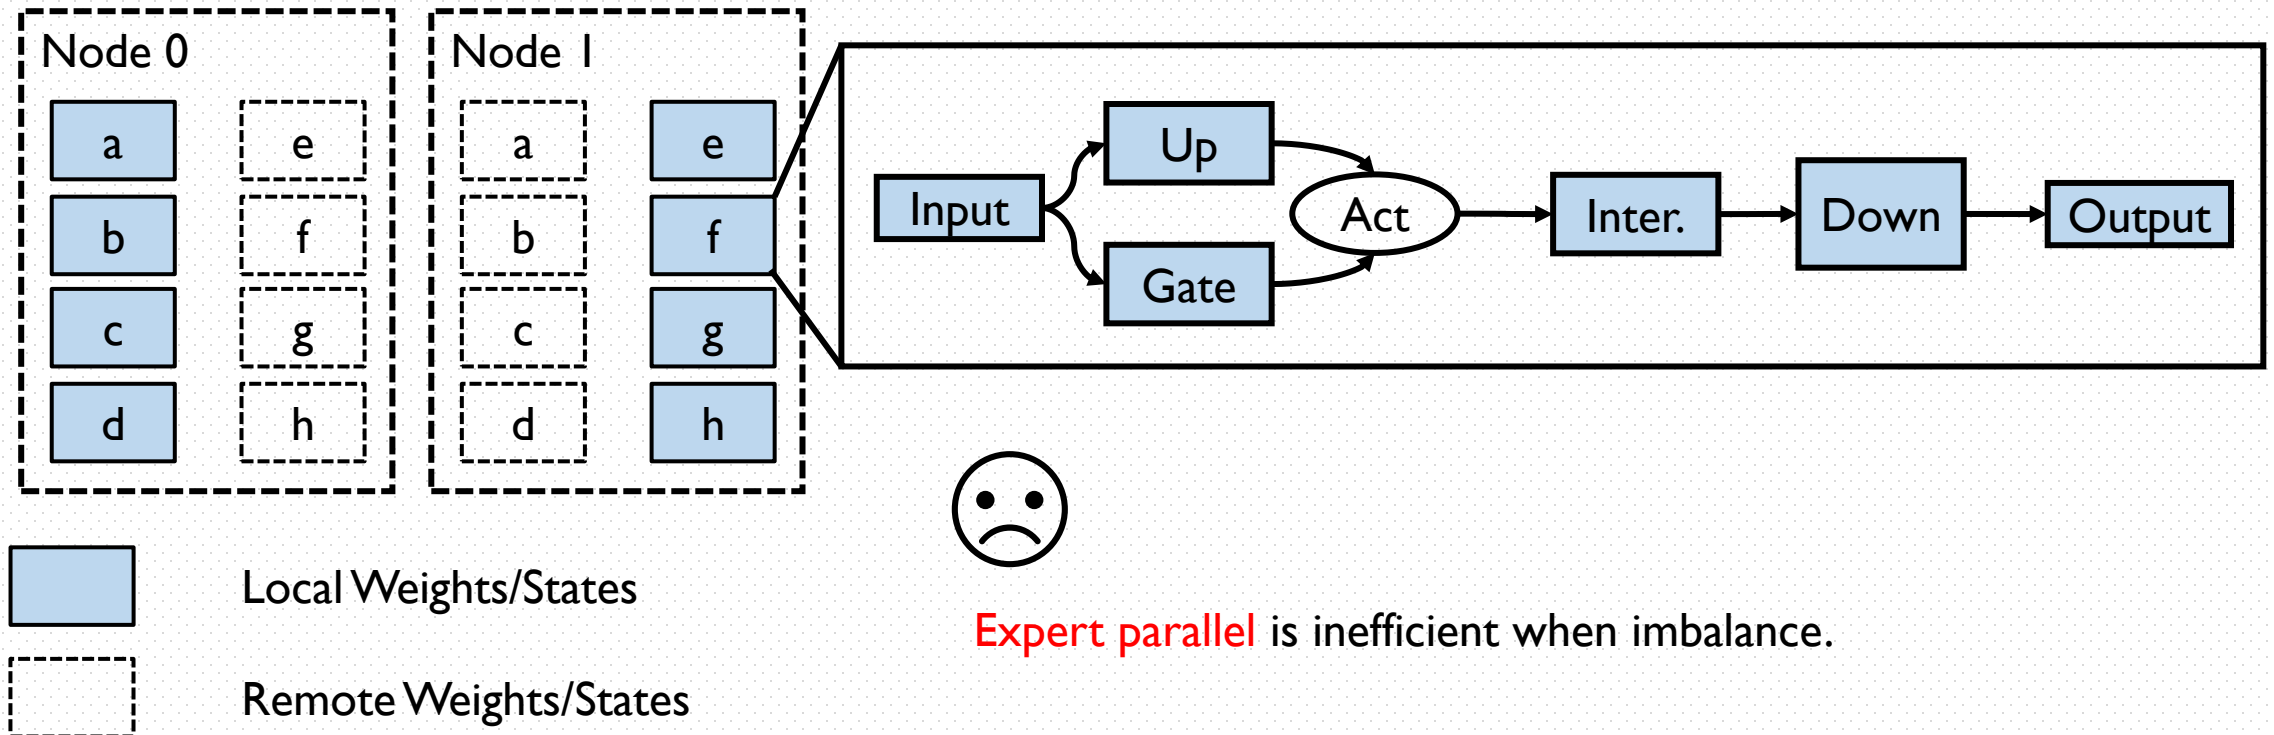 Node 0
a
e
b
f
c
g
d
h
Node 1
a
e
b
f
c
g
d
h
Input
Up
Gate
Act
Inter.
Down
Output
Local Weights/States
Remote Weights/States
Expert parallel is inefficient when imbalance.